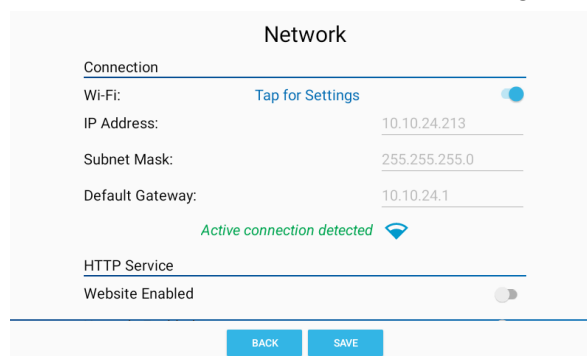 Network
Connection
Wi-Fi: Tap for Settings
IP Address: 10.10.24.213
Subnet Mask: 255.255.255.0
Default Gateway: 10.10.24.1
Active connection detected
HTTP Service
Website Enabled
BACK SAVE